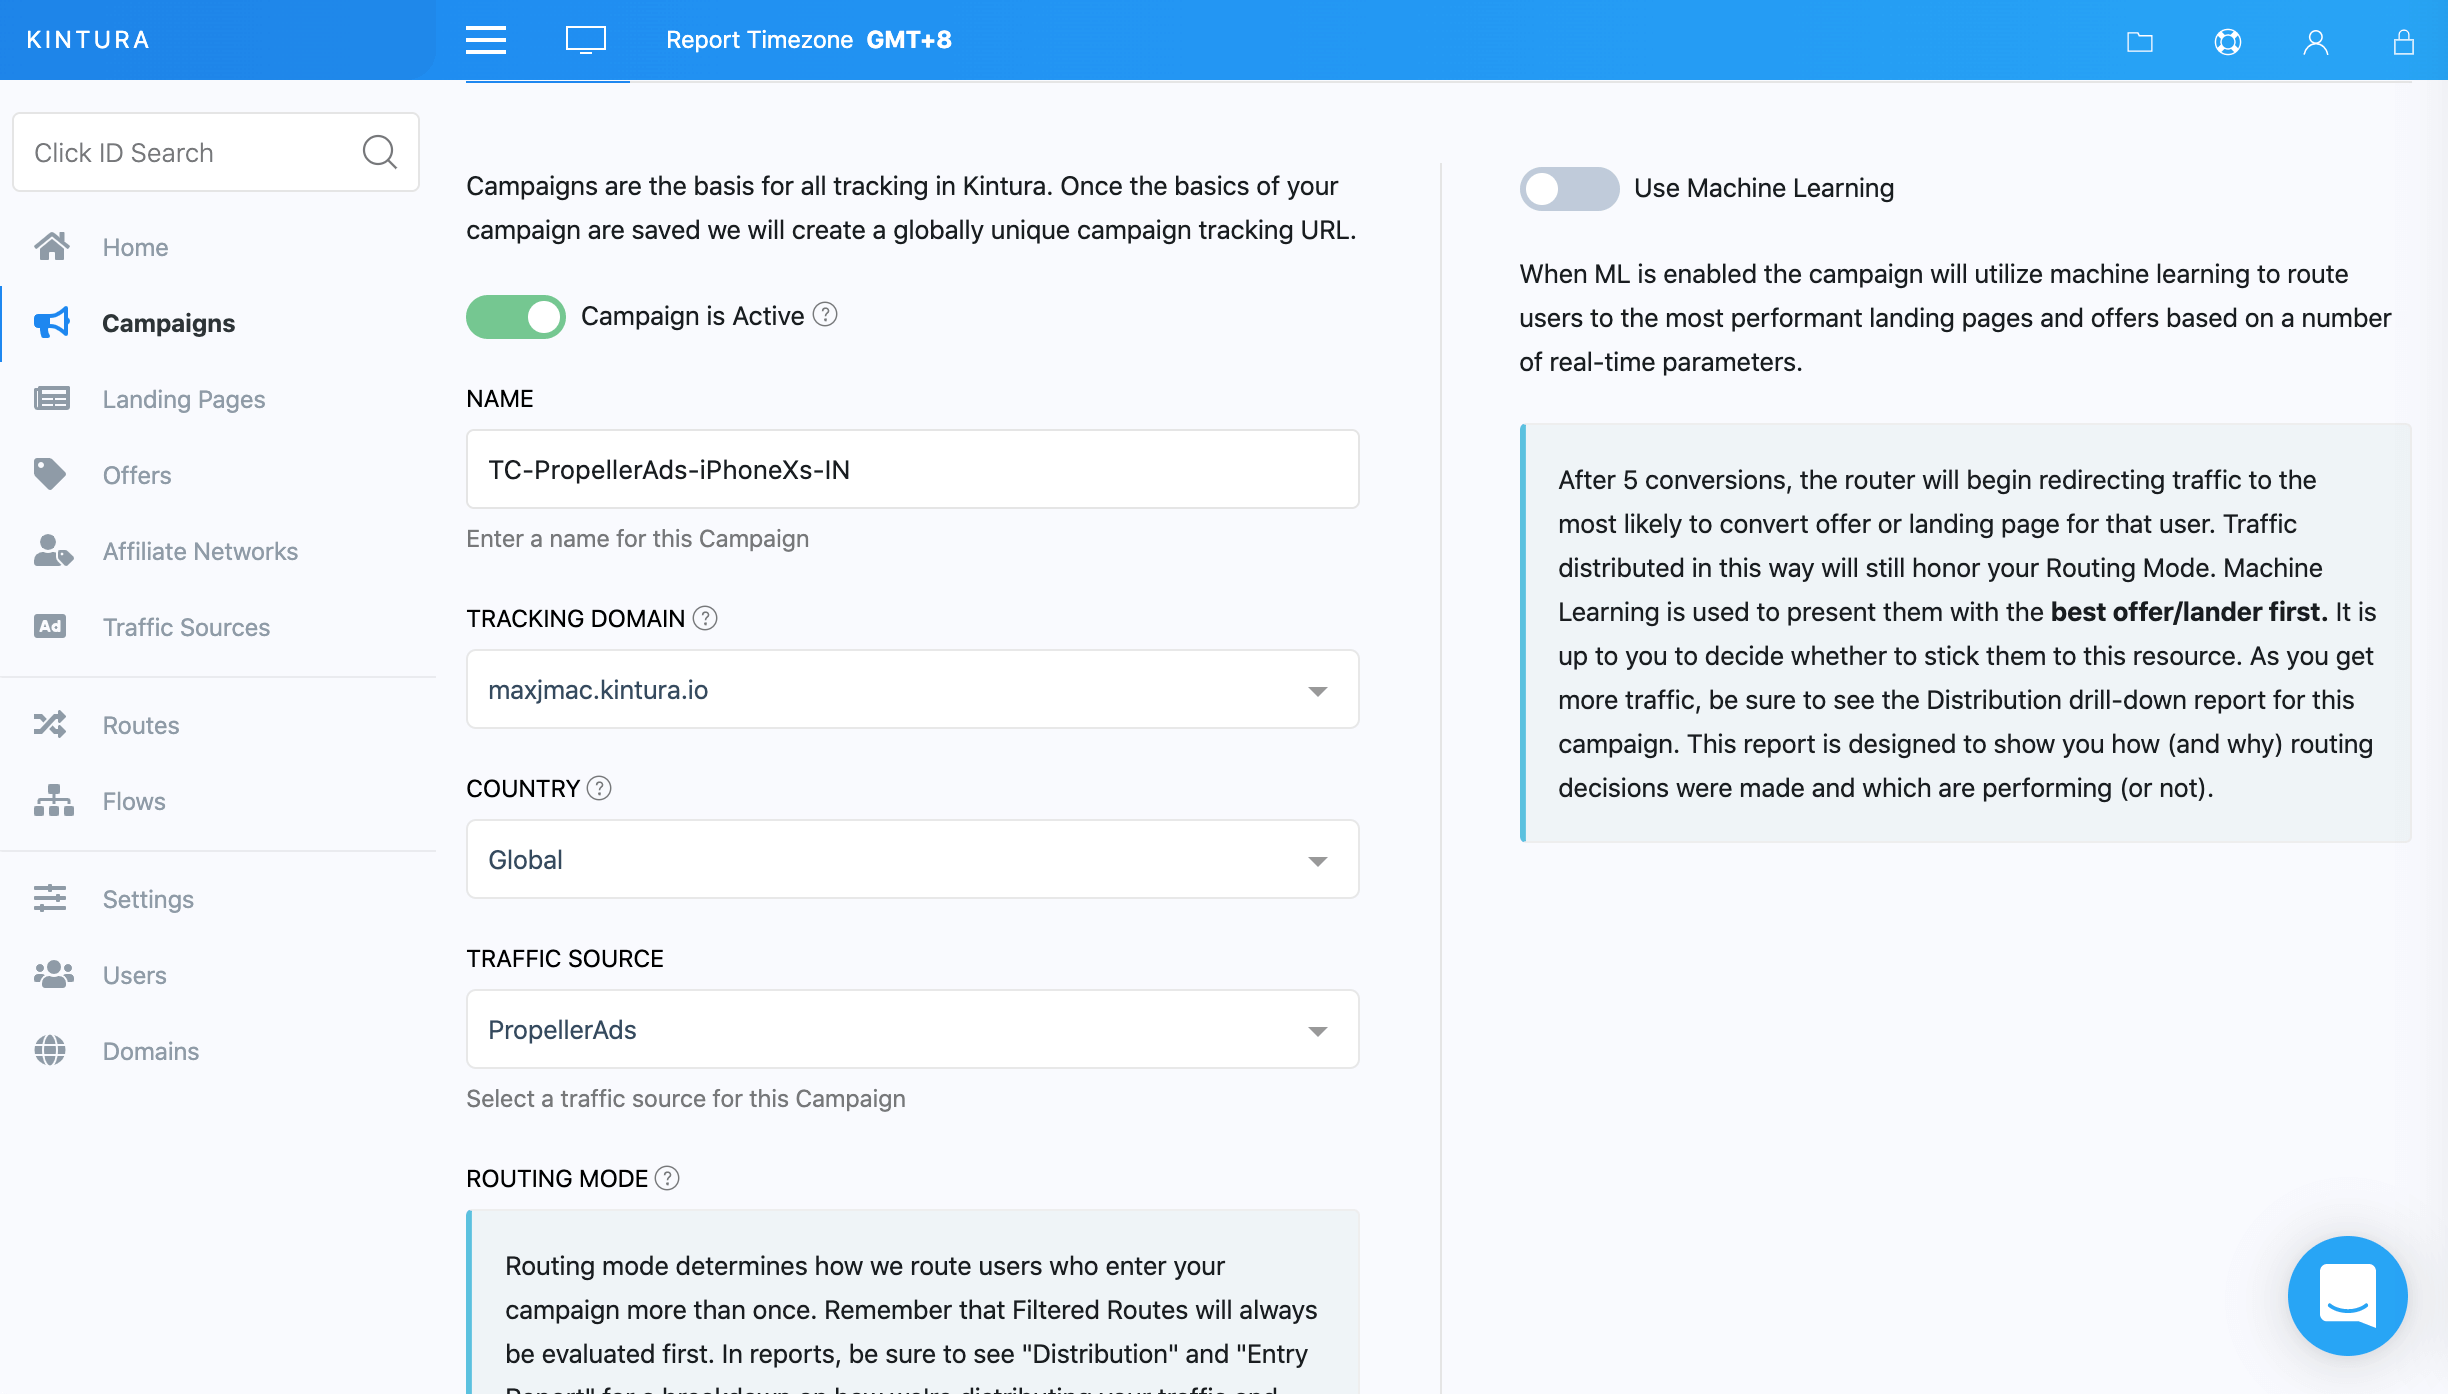 KINTURA
Report Timezone GMT+8
Click ID Search
Home
Campaigns
Landing Pages
Offers
Affiliate Networks
Ad
Traffic Sources
Routes
Flows
Settings
Users
Domains
Campaigns are the basis for all tracking in Kintura. Once the basics of your
campaign are saved we will create a globally unique campaign tracking URL.
Campaign is Active ?
NAME
TC-PropellerAds-iPhoneXs-IN
Enter a name for this Campaign
TRACKING DOMAIN ?
maxjmac.kintura.io
COUNTRY ?
Global
TRAFFIC SOURCE
PropellerAds
Select a traffic source for this Campaign
ROUTING MODE ?
Routing mode determines how we route users who enter your
campaign more than once. Remember that Filtered Routes will always
be evaluated first. In reports, be sure to see "Distribution" and "Entry
Report" for a breakdown on how we're distributing your traffic and
Use Machine Learning
When ML is enabled the campaign will utilize machine learning to route
users to the most performant landing pages and offers based on a number
of real-time parameters.
After 5 conversions, the router will begin redirecting traffic to the
most likely to convert offer or landing page for that user. Traffic
distributed in this way will still honor your Routing Mode. Machine
Learning is used to present them with the best offer/lander first. It is
up to you to decide whether to stick them to this resource. As you get
more traffic, be sure to see the Distribution drill-down report for this
campaign. This report is designed to show you how (and why) routing
decisions were made and which are performing (or not).